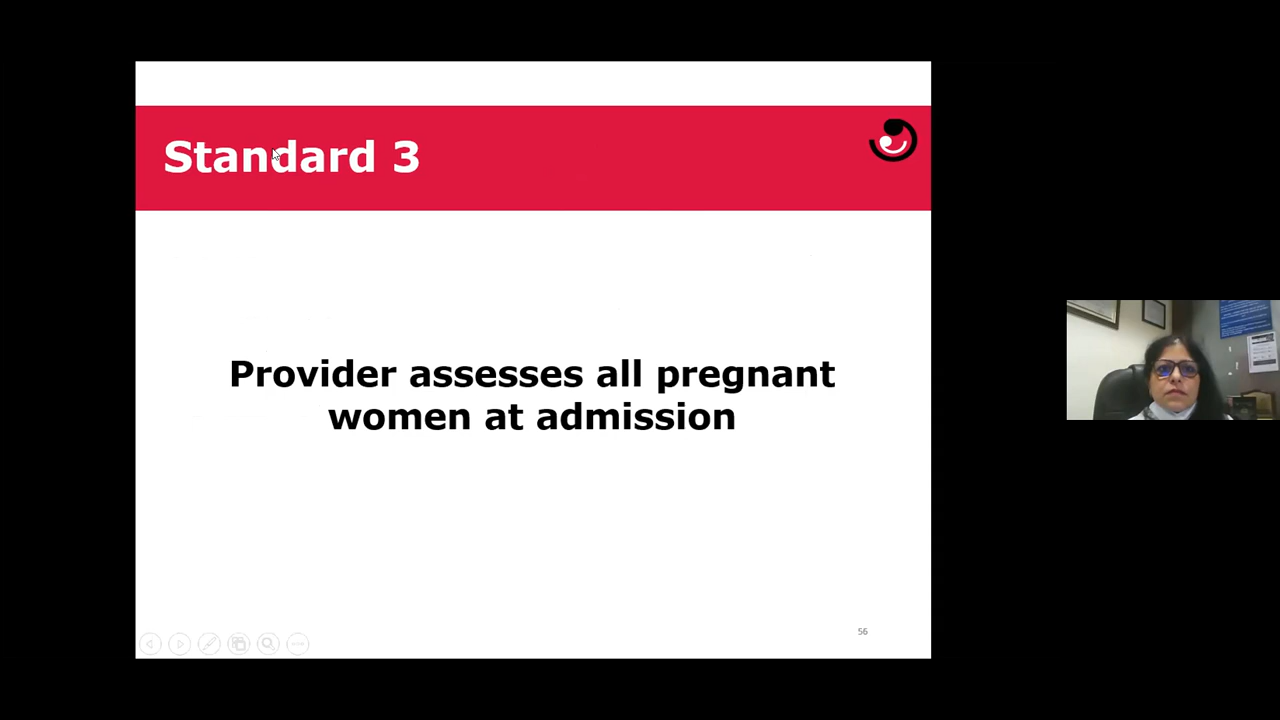 Standard 3
Provider assesses all pregnant
women at admission
56